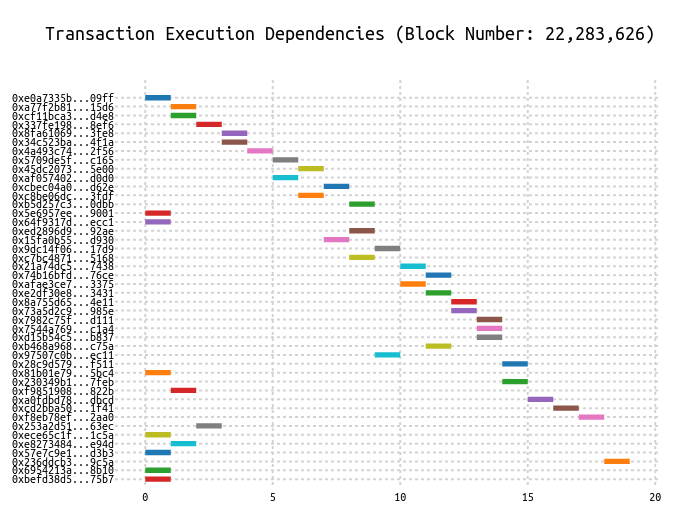 Transaction Execution Dependencies (Block Number: 22,283,626)
0xe0a7335b...09ff
0xa77f2b81...15d6
0xcf11bca3...d4e8
0x337fe198...8ef6
0x8fa61069...3fe8
0x34c523ba...4f1a
0x4a493c74...2f56
0x5709de5f...c165
0x45dc2073...5e00
0xaf057402...d0d0
0xcbec04a0...d62e
0xc8be06dc...3fdf
0xb5d257c3...0dbb
0x5e6957ee...9001
0x64f9317d...ecc1
0xed2896d9...92ae
0x15fa0b55...d930
0x9dc14f06...17d9
0xc7bc4871...5168
0x21a74dc5...7438
0x74b16bfd...76ce
0xafae3ce7...3375
0xe2df30e8...3431
0x8a755d65...4e11
0x73a5d2c9...985e
0x7982c75f...d111
0x7544a769...c1a4
0xd15b54c5...b837
0xb468a968...c75a
0x97507c0b...ec11
0x28c9d579...f511
0x81b01e79...5bc4
0x230349b1...7feb
0xf9851908...822b
0xa0fdbd78...dbcd
0xcd2bba50...1f41
0xf8eb78ef...2aa0
0x253a2d51...63ec
0xece65c1f...1c5a
0xe8273484...e94d
0x57e7c9e1...d3b3
0x236ddcb3...9c5a
0x6954213a...8b10
0xbefd38d5...75b7
0 5 10 15 20